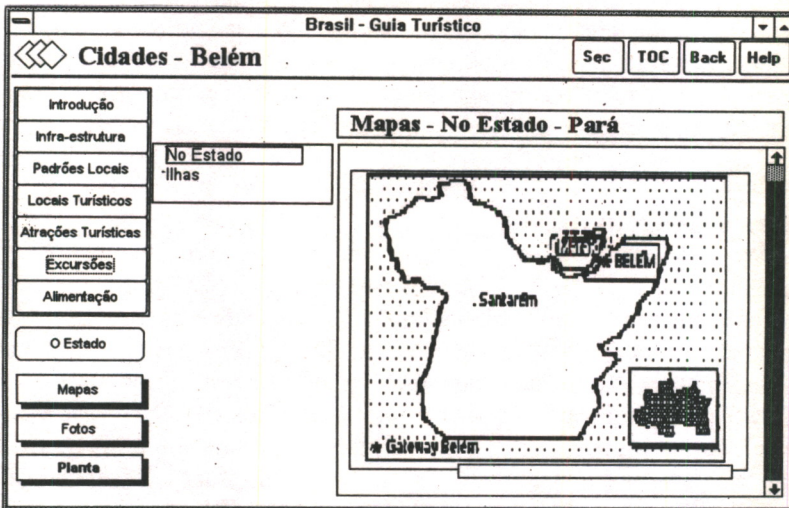 Brasil - Guia Turístico
Cidades - Belém
Sec TOC Back Help
Introdução
Infra-estrutura
Padrões Locais
Locais Turísticos
Atrações Turísticas
Excursões
Alimentação
O Estado
Mapas
Fotos
Planta
No Estado
Ilhas
Mapas - No Estado - Pará
BELÉM
Santarém
Gateway Belém